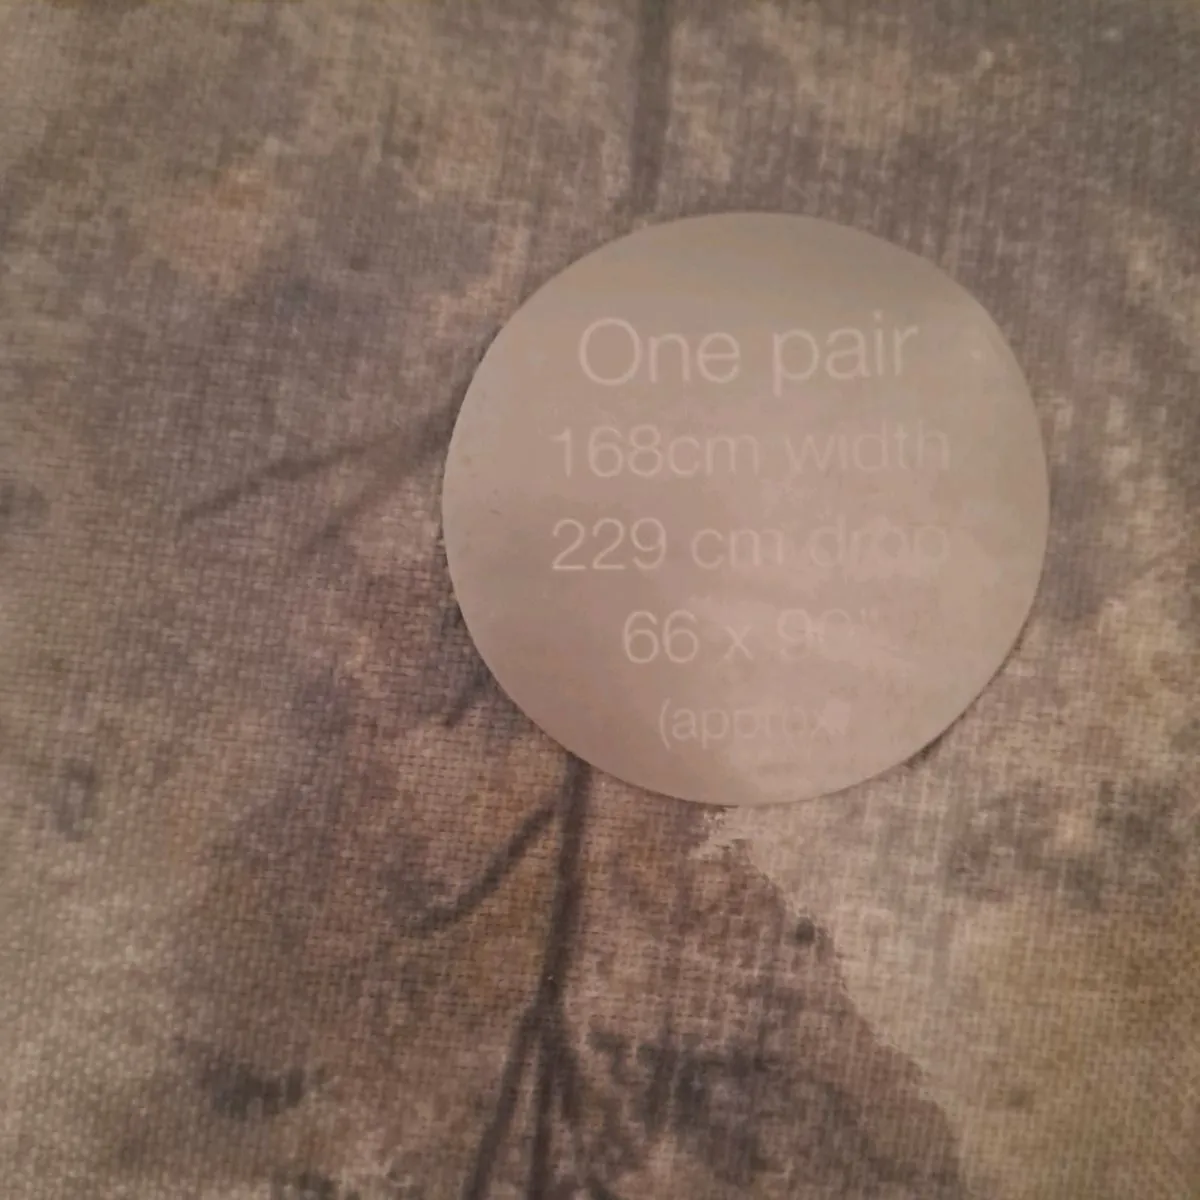 One pair
168cm width
229 cm drop
66 x 90"
(approx)